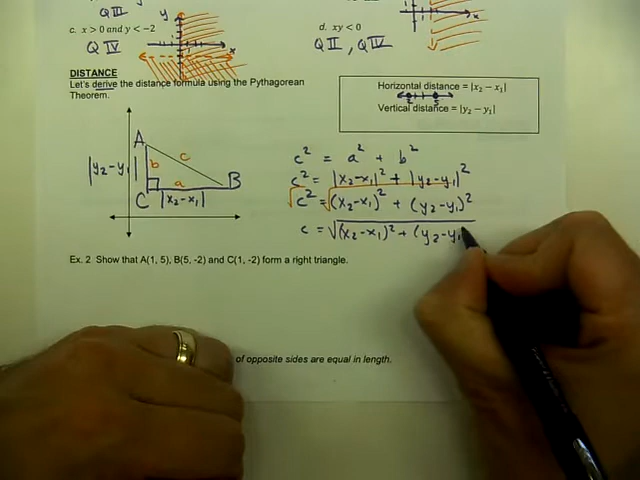 Q III
c. x > 0 and y < −2
Q IV
y
x
d. xy < 0
Q II , Q IV
x
DISTANCE
Let's derive the distance formula using the Pythagorean
Theorem.
Horizontal distance = |x₂ − x₁|
2 5
Vertical distance = |y₂ − y₁|
A
|y₂ − y₁|
b
c
a
B
C
|x₂ − x₁|
c² = a² + b²
c² = |x₂ − x₁|² + |y₂ − y₁|²
√c² = √(x₂ − x₁)² + (y₂ − y₁)²
c = √(x₂ − x₁)² + (y₂ − y₁
Ex. 2 Show that A(1, 5), B(5, -2) and C(1, -2) form a right triangle.
of opposite sides are equal in length.